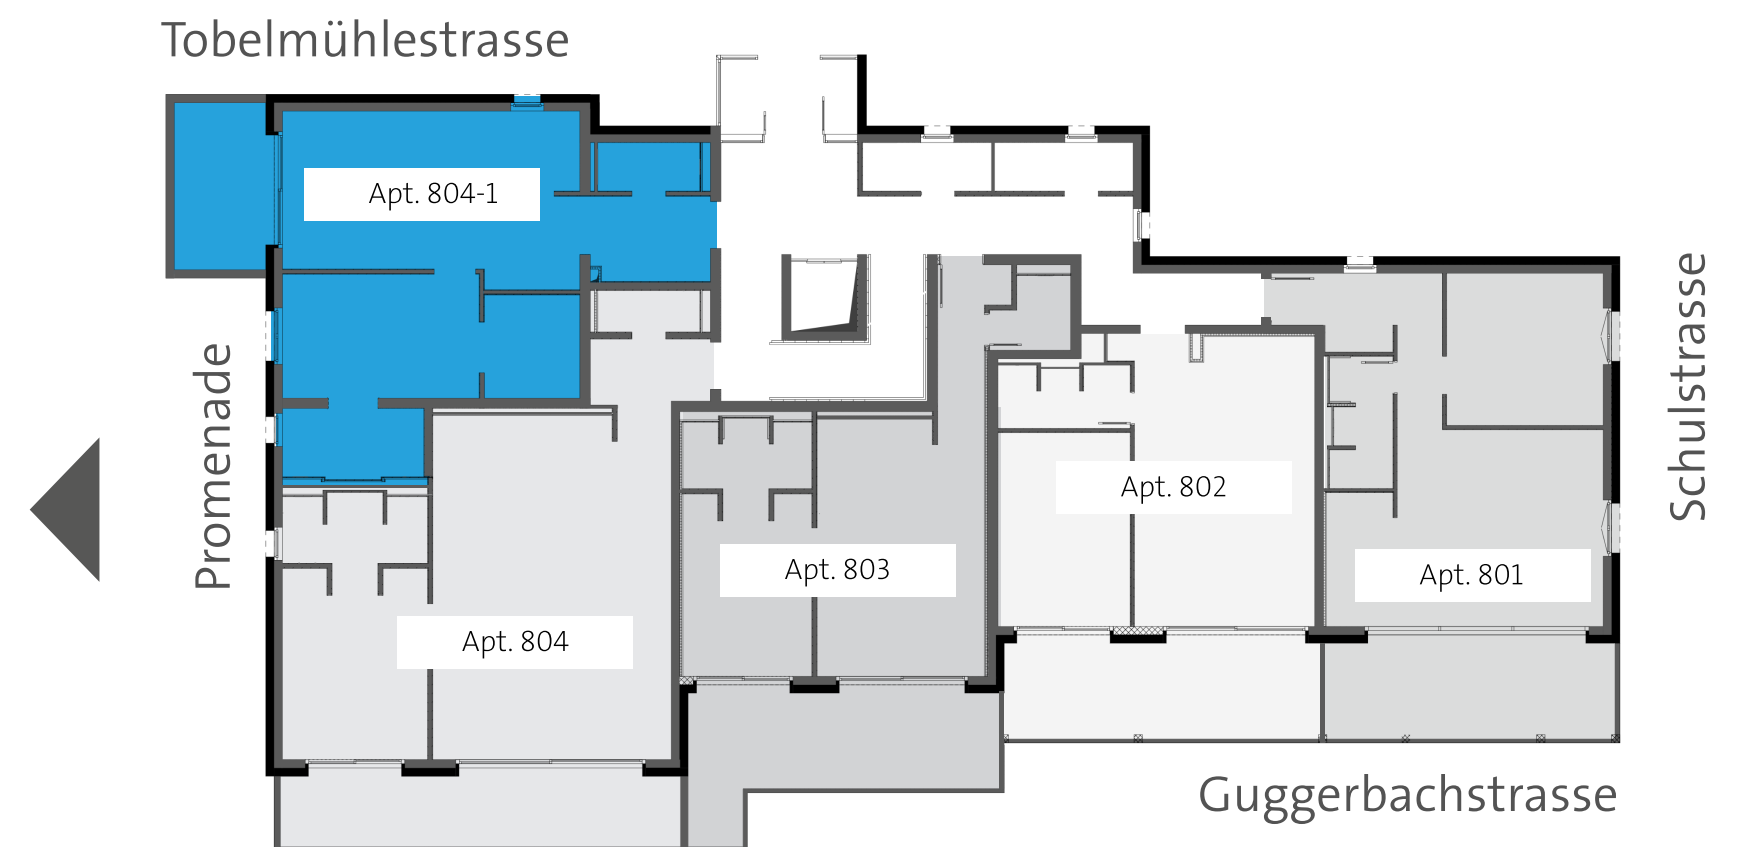 Tobelmühlestrasse
Apt. 804-1
Promenade
Schulstrasse
Apt. 802
Apt. 803
Apt. 801
Apt. 804
Guggerbachstrasse